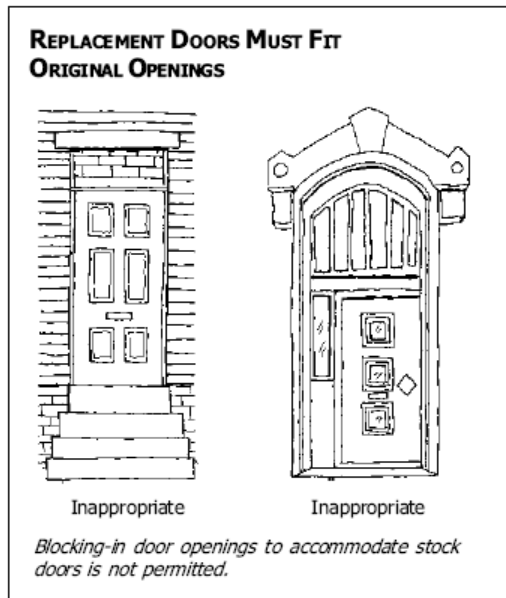 REPLACEMENT DOORS MUST FIT
ORIGINAL OPENINGS
Inappropriate
Inappropriate
Blocking-in door openings to accommodate stock
doors is not permitted.